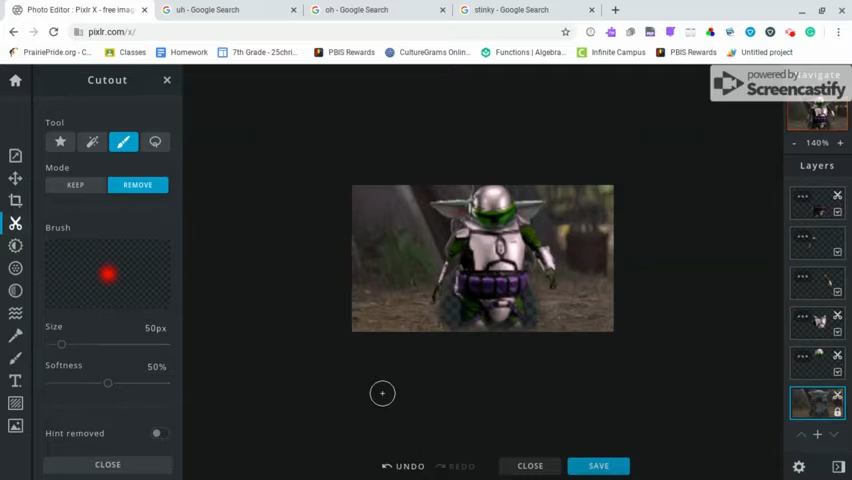 Photo Editor : Pixlr X - free imag
uh - Google Search
oh - Google Search
stinky - Google Search
pixlr.com/x/
PrairiePride.org - C...
Classes
Homework
7th Grade - 25chri...
PBIS Rewards
CultureGrams Onlin...
Functions | Algebra...
Infinite Campus
PBIS Rewards
Untitled project
Cutout
powered by
Screencastify
Navigate
Tool
140%
Mode
Layers
KEEP
REMOVE
Brush
Size
50px
Softness
50%
Hint removed
CLOSE
UNDO
REDO
CLOSE
SAVE